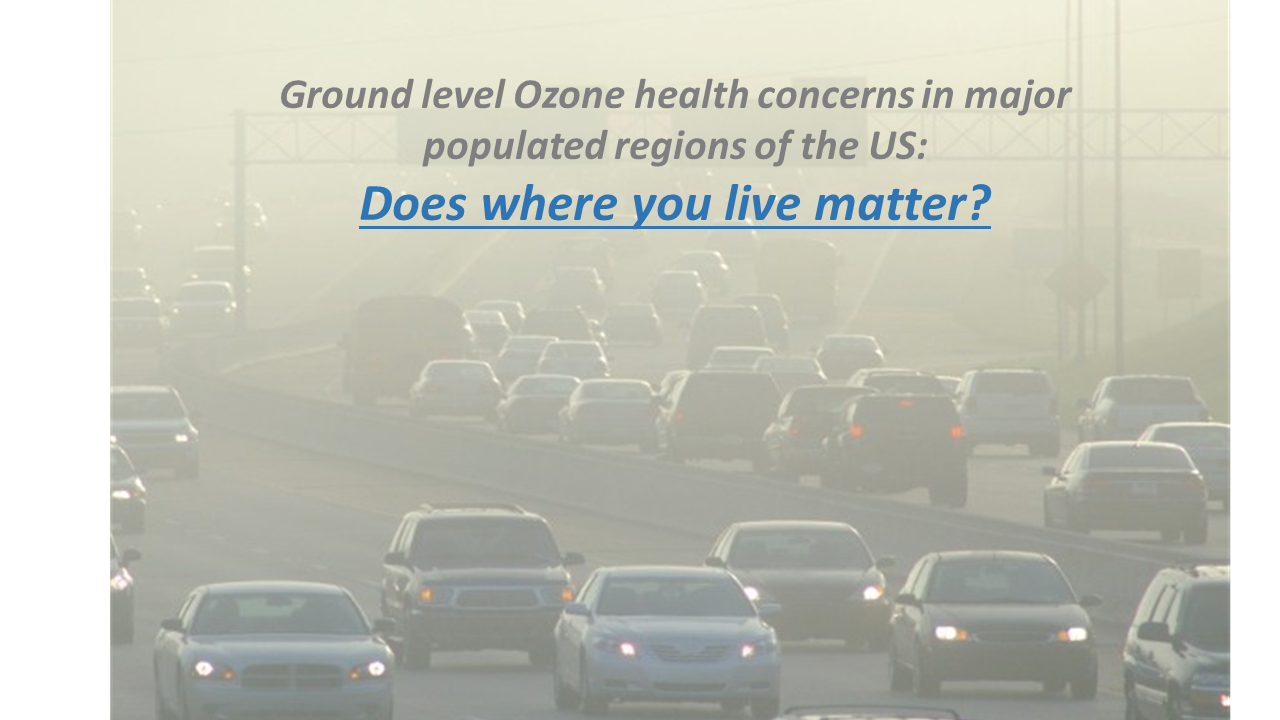 Ground level Ozone health concerns in major
populated regions of the US:
Does where you live matter?